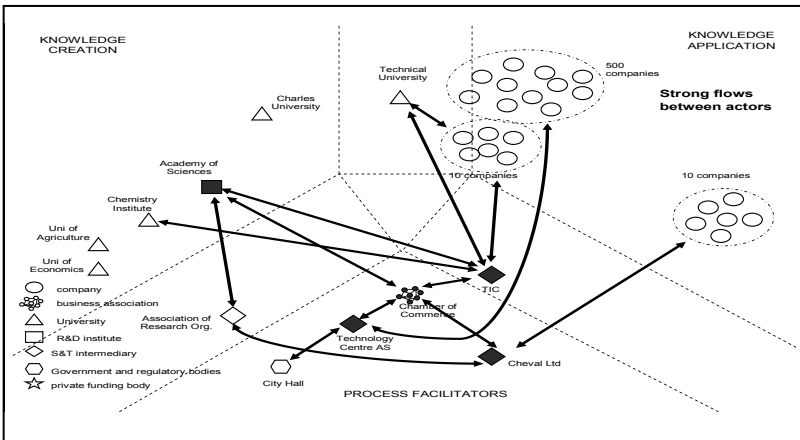 KNOWLEDGE
CREATION
KNOWLEDGE
APPLICATION
Technical
University
500
companies
Strong flows
between actors
Charles
University
Academy of
Sciences
10 companies
10 companies
Chemistry
Institute
Uni of
Agriculture
Uni of
Economics
TIC
company
business association
Chamber of
Commerce
University
Association of
Research Org.
R&D institute
Technology
Centre AS
S&T intermediary
Cheval Ltd
Government and regulatory bodies
City Hall
private funding body
PROCESS FACILITATORS